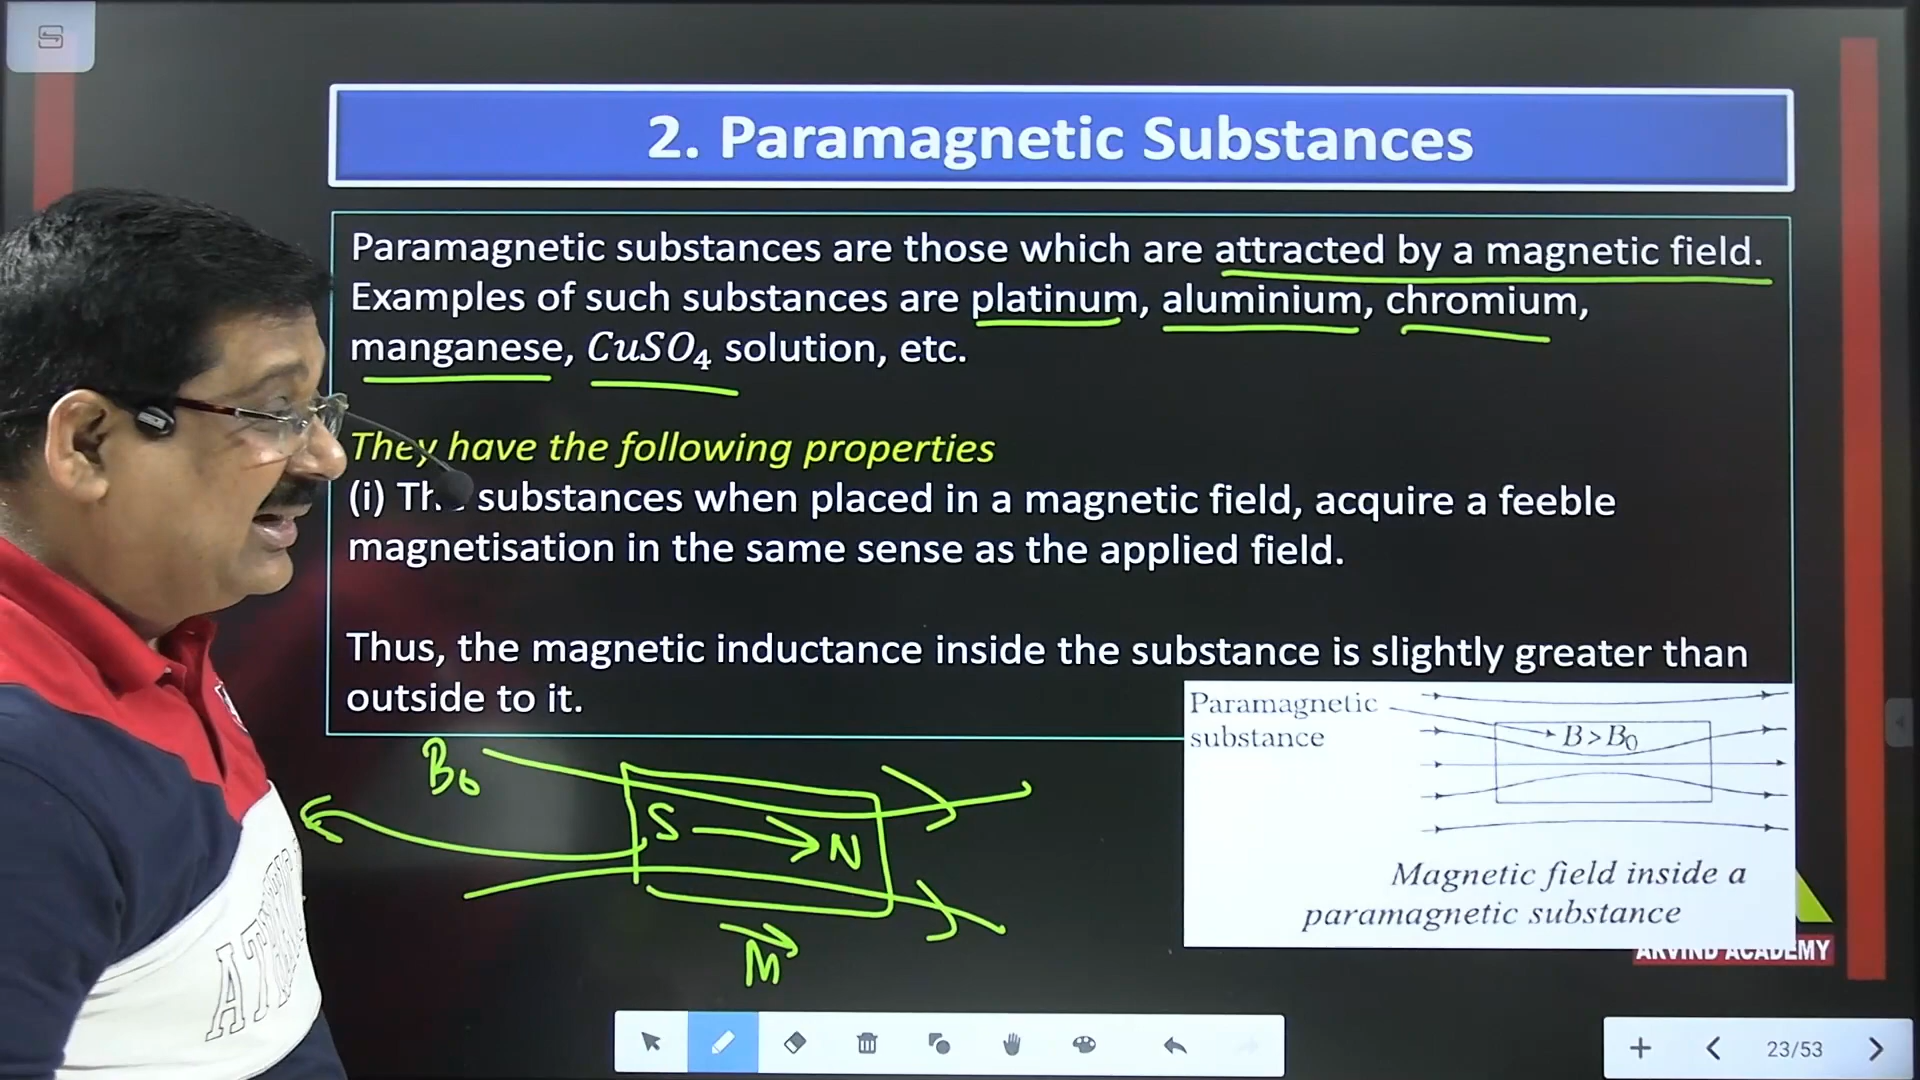 2. Paramagnetic Substances
Paramagnetic substances are those which are attracted by a magnetic field.
Examples of such substances are platinum, aluminium, chromium,
manganese, CuSO₄ solution, etc.
They have the following properties
(i) The substances when placed in a magnetic field, acquire a feeble
magnetisation in the same sense as the applied field.
Thus, the magnetic inductance inside the substance is slightly greater than
outside to it.
Paramagnetic
substance
B>B₀
Magnetic field inside a
paramagnetic substance
B₀
S
N
M
ARVIND ACADEMY
23/53